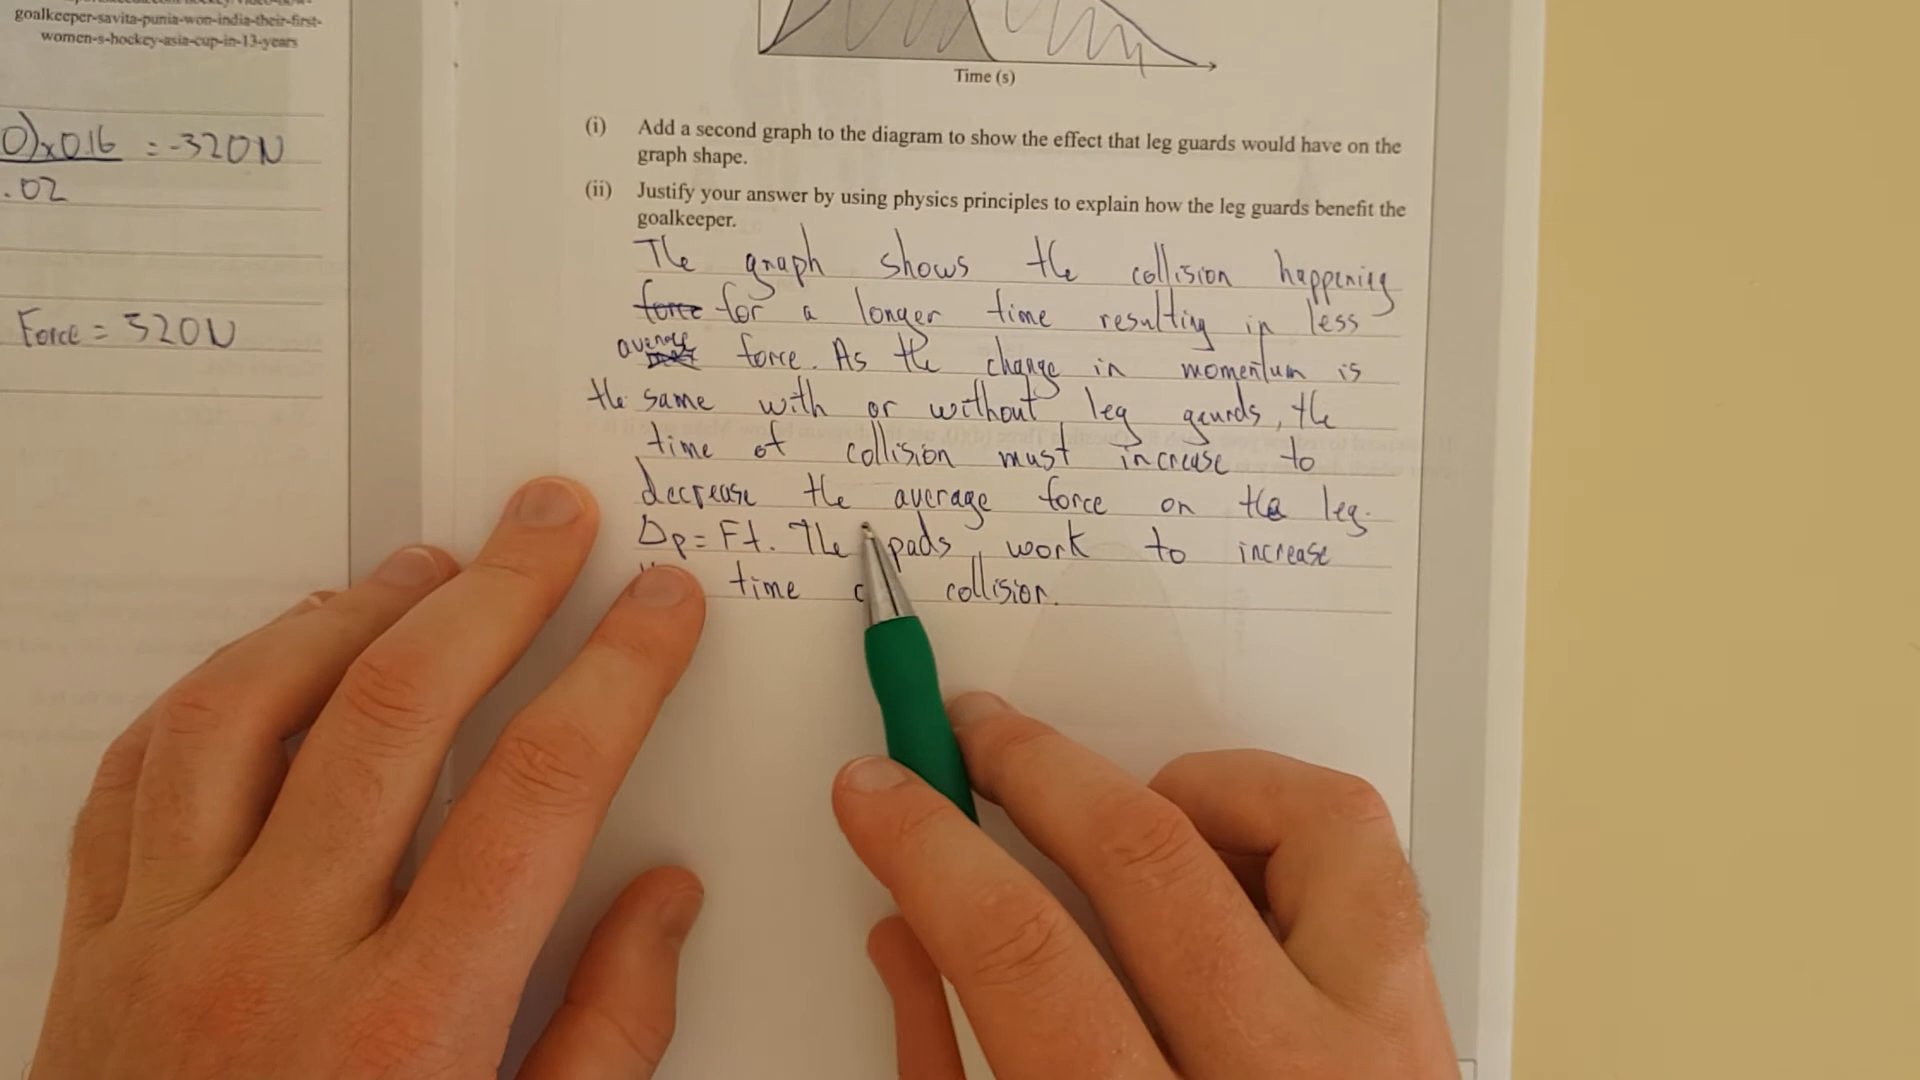 goalkeeper-savita-punia-won-india-their-first-
women-s-hockey-asia-cup-in-13-years
0)x0.16 = -320N
.02
Force = 320N
Time (s)
(i) Add a second graph to the diagram to show the effect that leg guards would have on the
graph shape.
(ii) Justify your answer by using physics principles to explain how the leg guards benefit the
goalkeeper.
The graph shows the collision happening
force for a longer time resulting in less
average force. As the change in momentum is
the same with or without leg gaurds, the
time of collision must increase to
decrease the average force on the leg.
Δp = Ft. The pads work to increase
time collision.